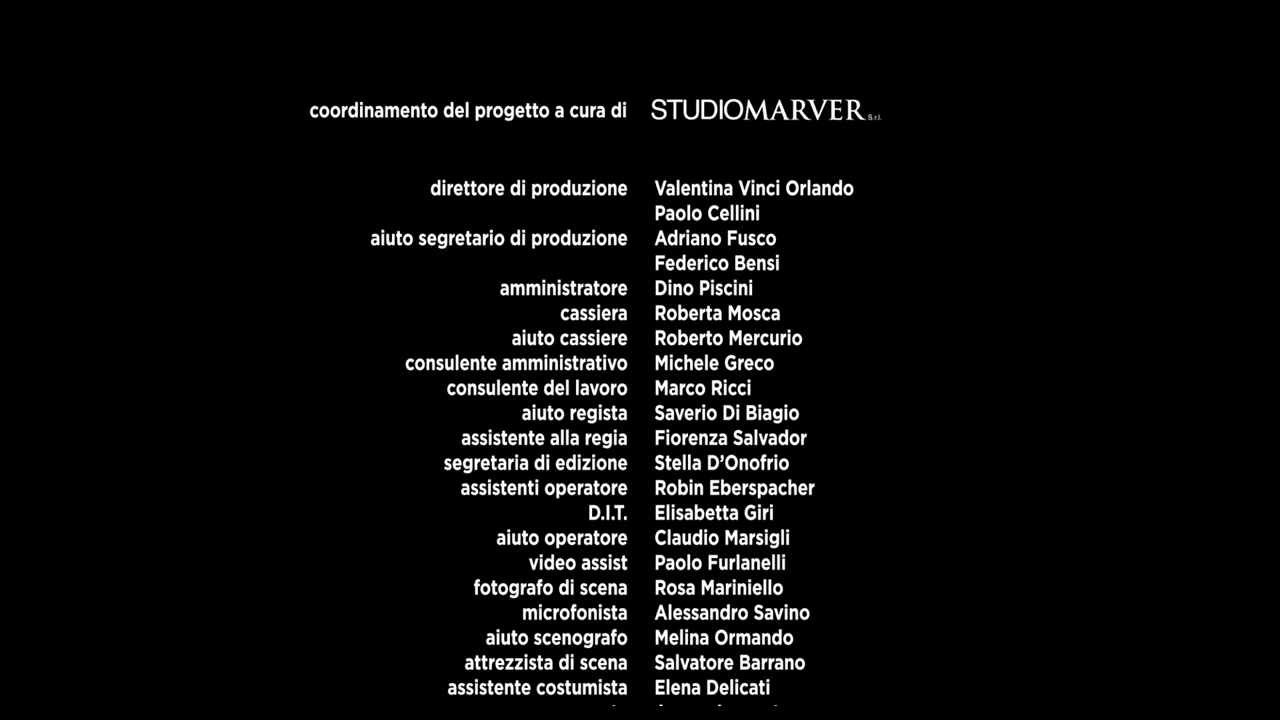 coordinamento del progetto a cura di STUDIOMARVER S.r.l.
direttore di produzione Valentina Vinci Orlando
Paolo Cellini
aiuto segretario di produzione Adriano Fusco
Federico Bensi
amministratore Dino Piscini
cassiera Roberta Mosca
aiuto cassiere Roberto Mercurio
consulente amministrativo Michele Greco
consulente del lavoro Marco Ricci
aiuto regista Saverio Di Biagio
assistente alla regia Fiorenza Salvador
segretaria di edizione Stella D’Onofrio
assistenti operatore Robin Eberspacher
D.I.T. Elisabetta Giri
aiuto operatore Claudio Marsigli
video assist Paolo Furlanelli
fotografo di scena Rosa Mariniello
microfonista Alessandro Savino
aiuto scenografo Melina Ormando
attrezzista di scena Salvatore Barrano
assistente costumista Elena Delicati